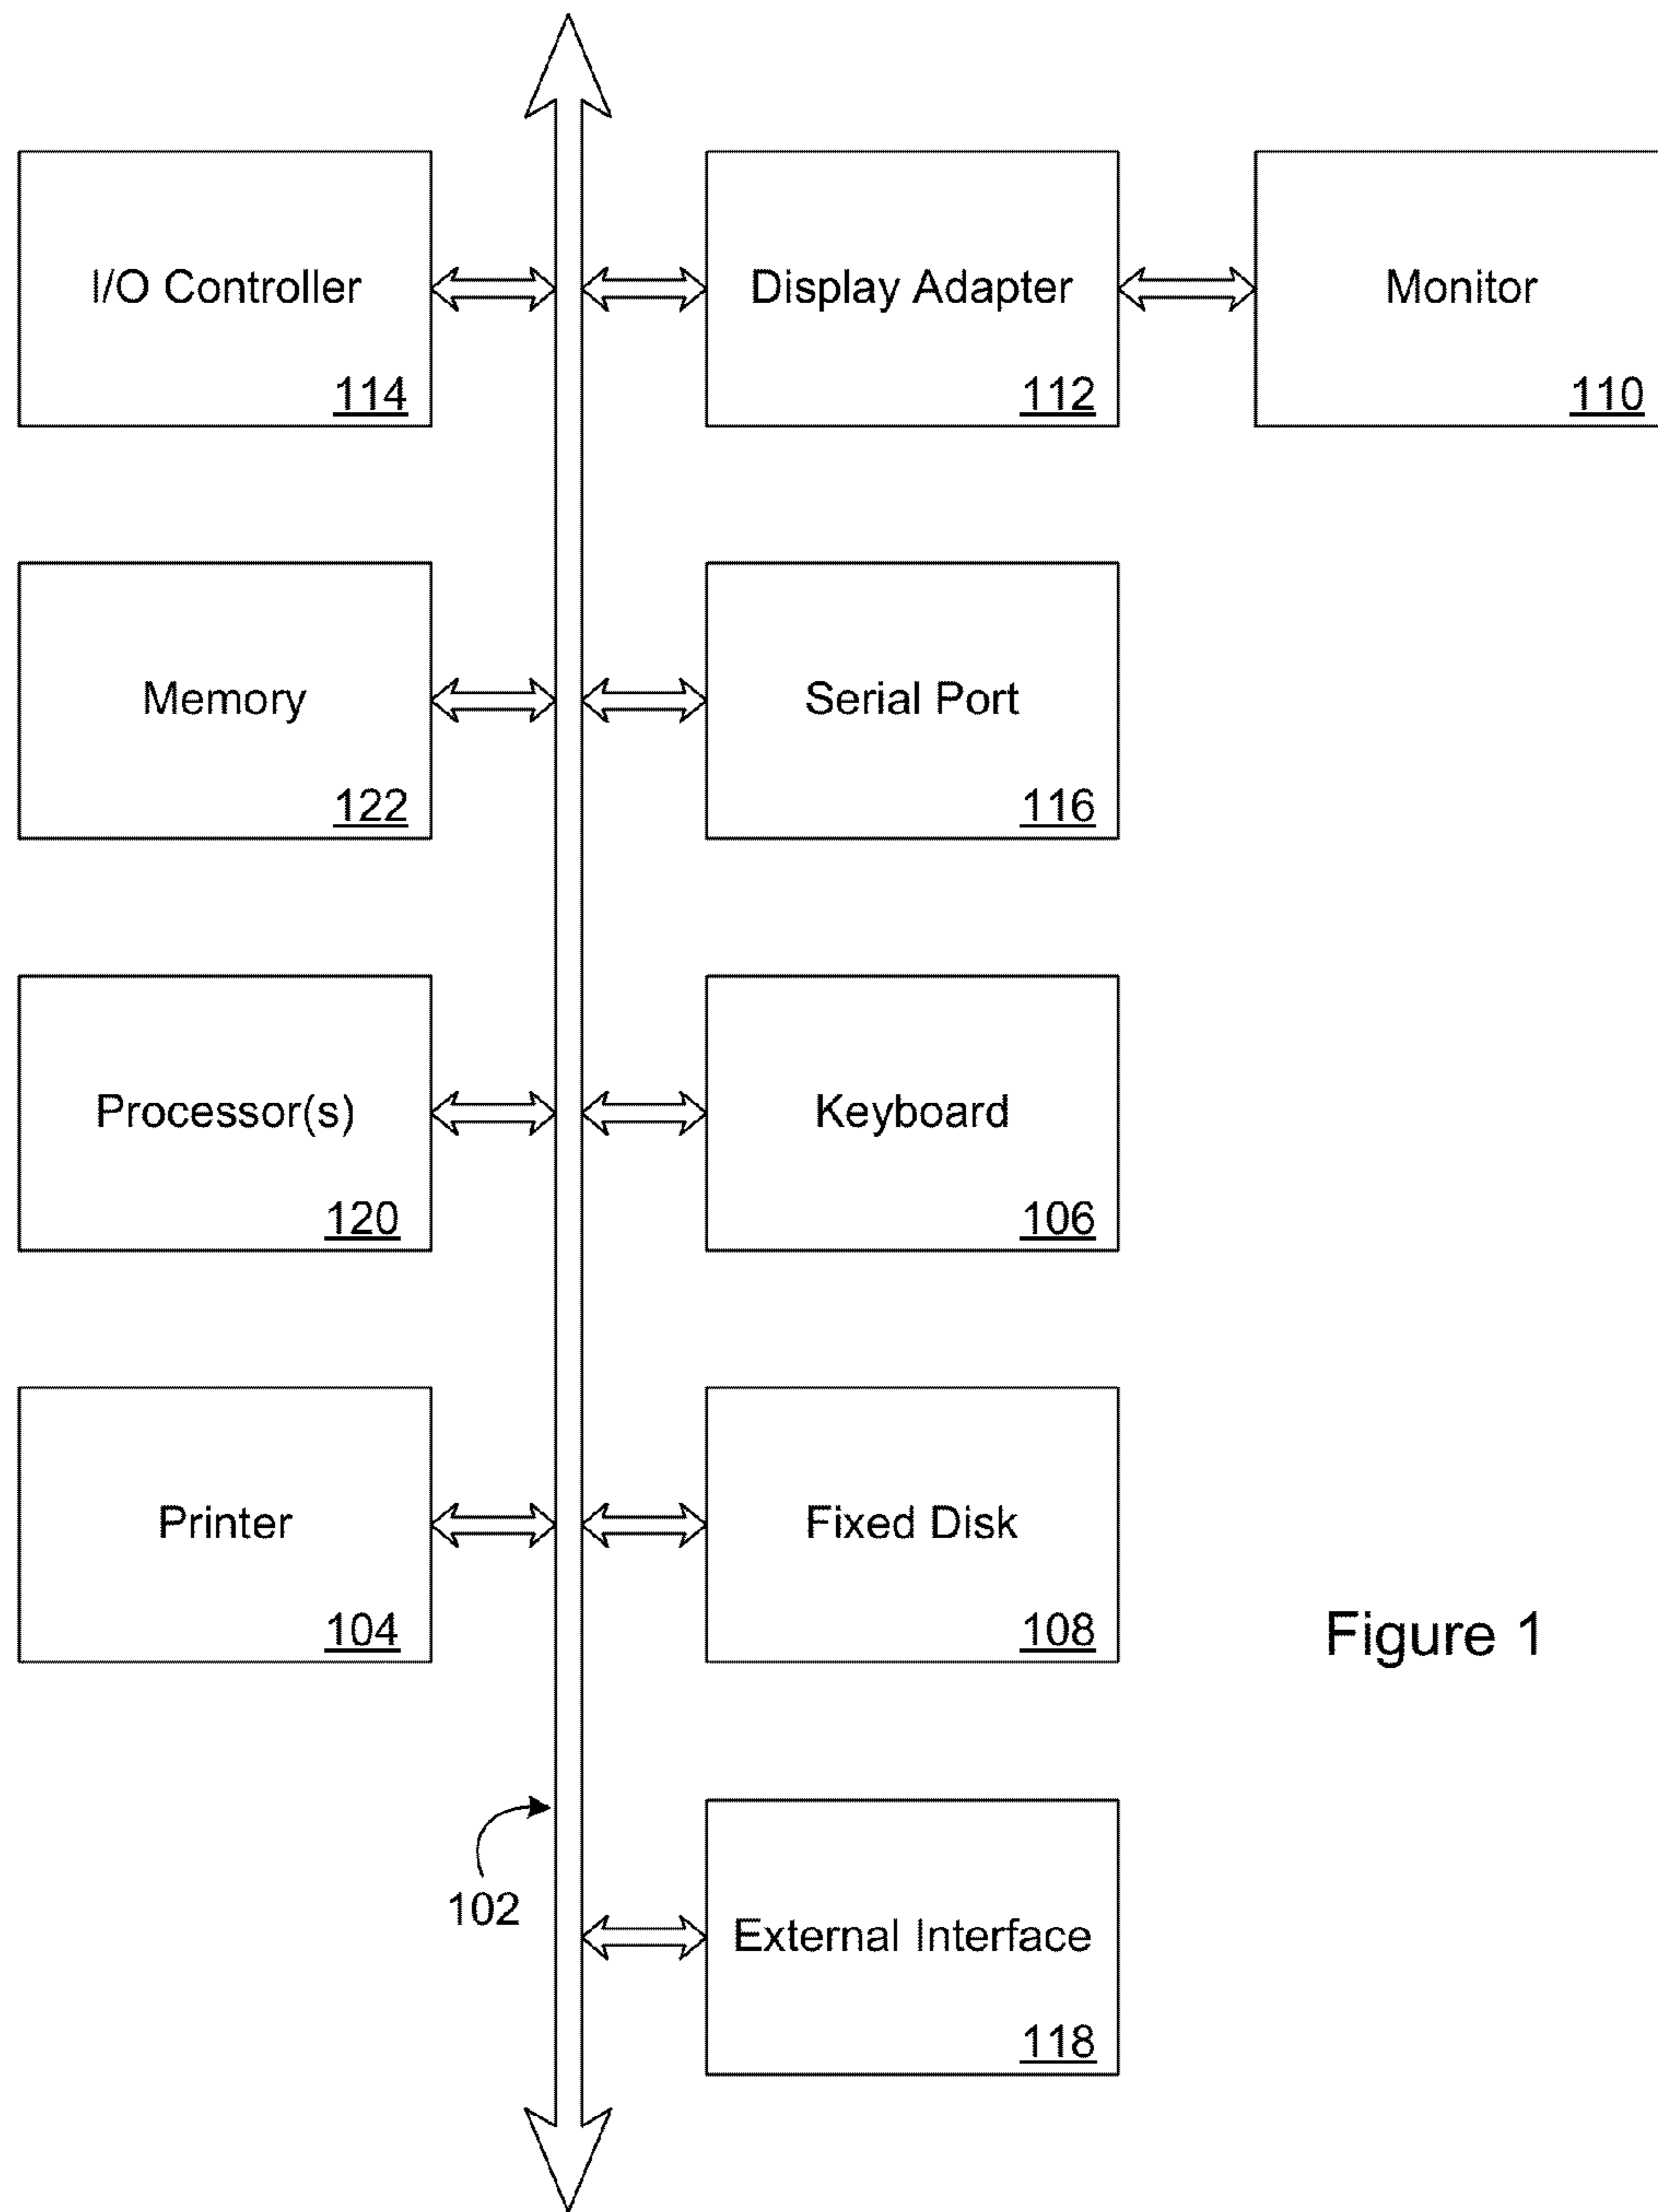 I/O Controller
114
Display Adapter
112
Monitor
110
Memory
122
Serial Port
116
Processor(s)
120
Keyboard
106
Printer
104
Fixed Disk
108
Figure 1
102
External Interface
118